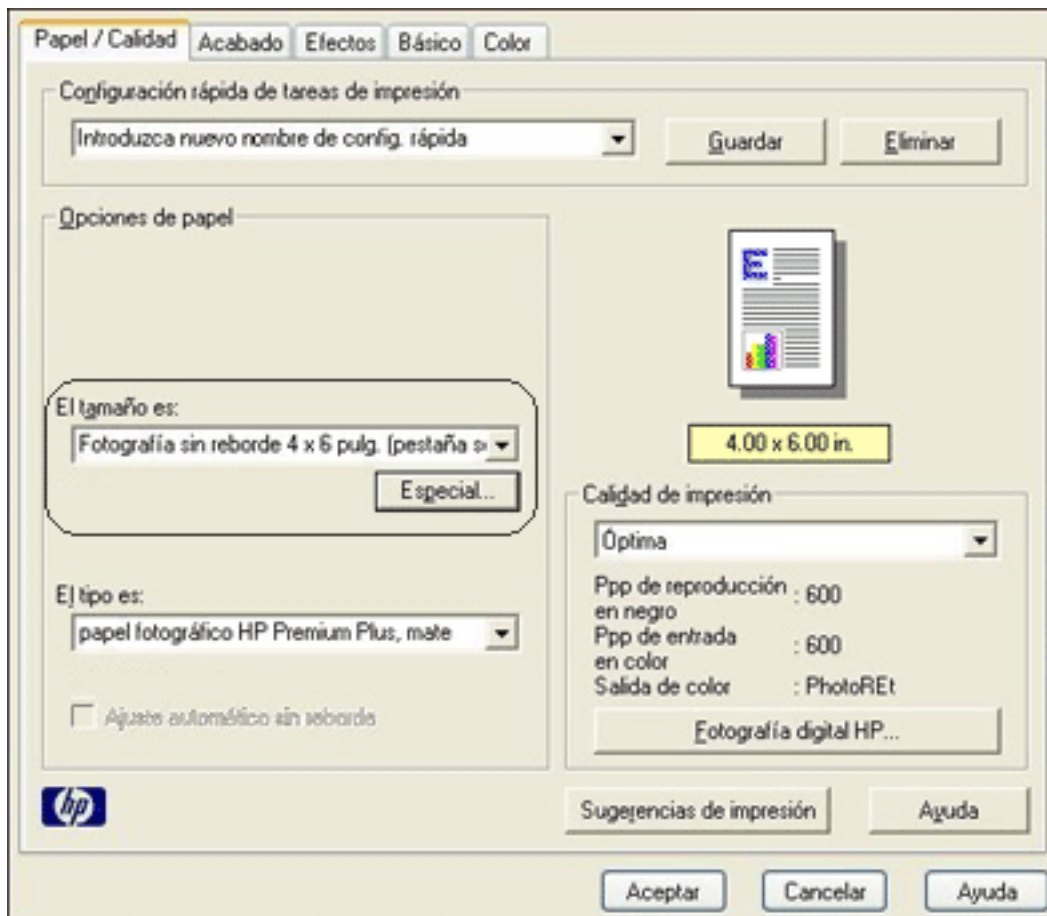 Papel / Calidad Acabado Efectos Básico Color
Configuración rápida de tareas de impresión
Introduzca nuevo nombre de config. rápida
Guardar
Eliminar
Opciones de papel
El tamaño es:
Fotografía sin reborde 4 x 6 pulg. (pestaña
Especial...
El tipo es:
papel fotográfico HP Premium Plus, mate
Ajuste automático sin reborde
4.00 x 6.00 in.
Calidad de impresión
Óptima
Ppp de reproducción
en negro : 600
Ppp de entrada
en color : 600
Salida de color : PhotoREt
Fotografía digital HP...
hp
Sugerencias de impresión
Ayuda
Aceptar
Cancelar
Ayuda